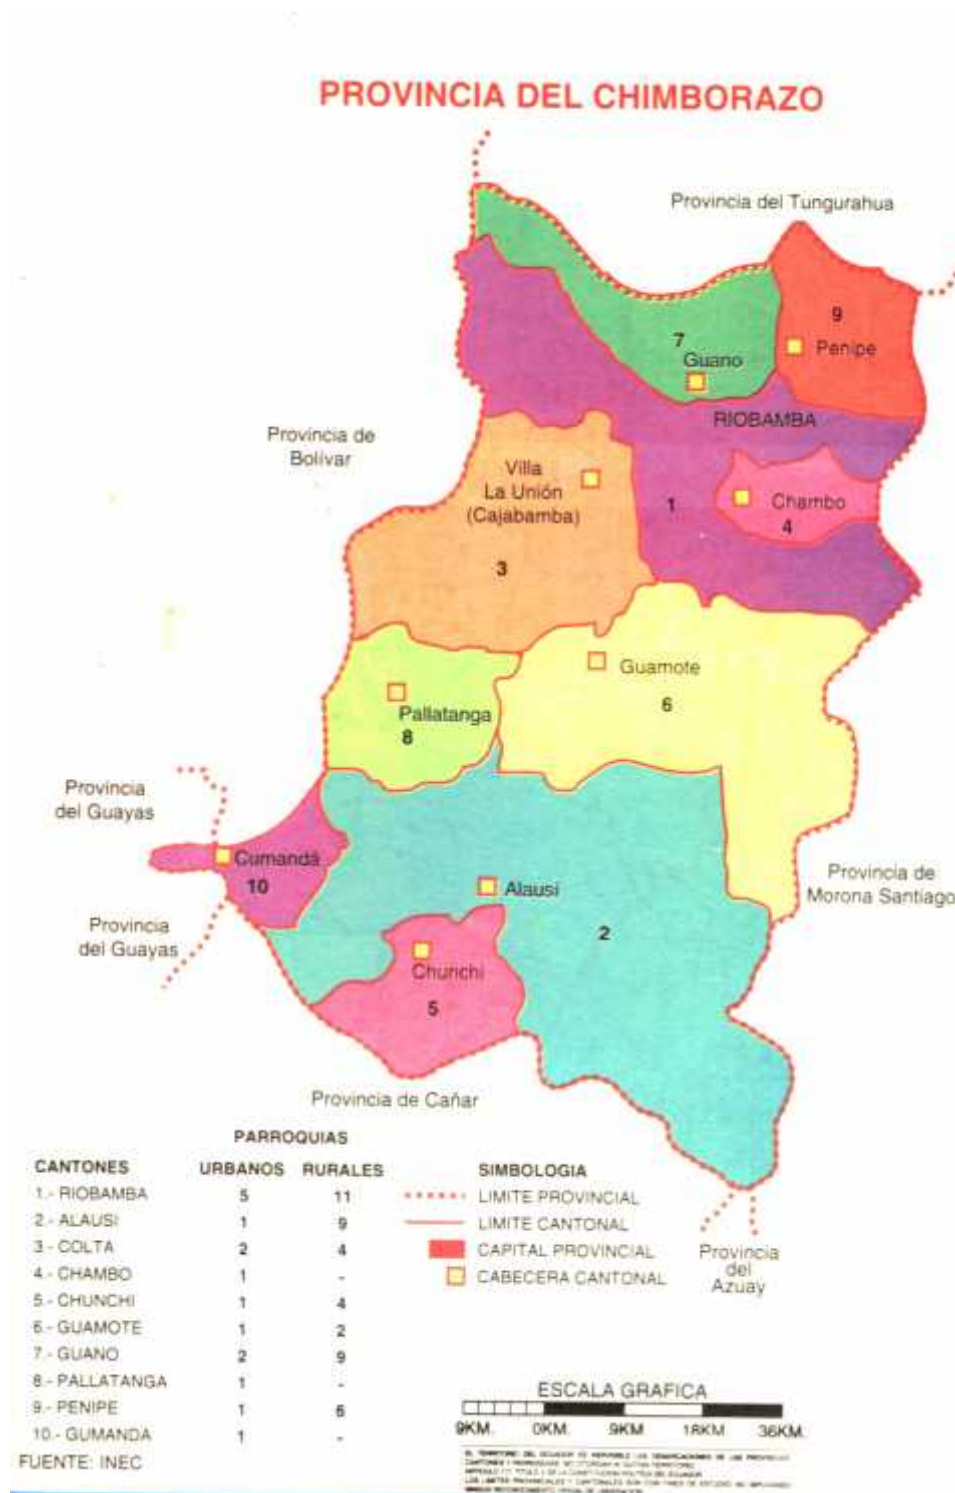 PROVINCIA DEL CHIMBORAZO
Provincia del Tungurahua
9
Penipe
7
Guano
RIOBAMBA
Provincia de
Bolívar
Villa
La Unión
(Cajabamba)
1
Chambo
4
3
Guamote
6
Pallatanga
8
Provincia
del Guayas
Cumandá
10
Provincia de
Morona Santiago
Alausi
Provincia
del Guayas
2
Chunchi
5
Provincia de Cañar
PARROQUIAS
CANTONES URBANOS RURALES
1.- RIOBAMBA 5 11
2.- ALAUSI 1 9
3.- COLTA 2 4
4.- CHAMBO 1 -
5.- CHUNCHI 1 4
6.- GUAMOTE 1 2
7.- GUANO 2 9
8.- PALLATANGA 1 -
9.- PENIPE 1 6
10.- GUMANDA 1 -
FUENTE: INEC
SIMBOLOGIA
LIMITE PROVINCIAL
LIMITE CANTONAL
CAPITAL PROVINCIAL
CABECERA CANTONAL
Provincia
del
Azuay
ESCALA GRAFICA
9KM. 0KM. 9KM 18KM. 36KM.